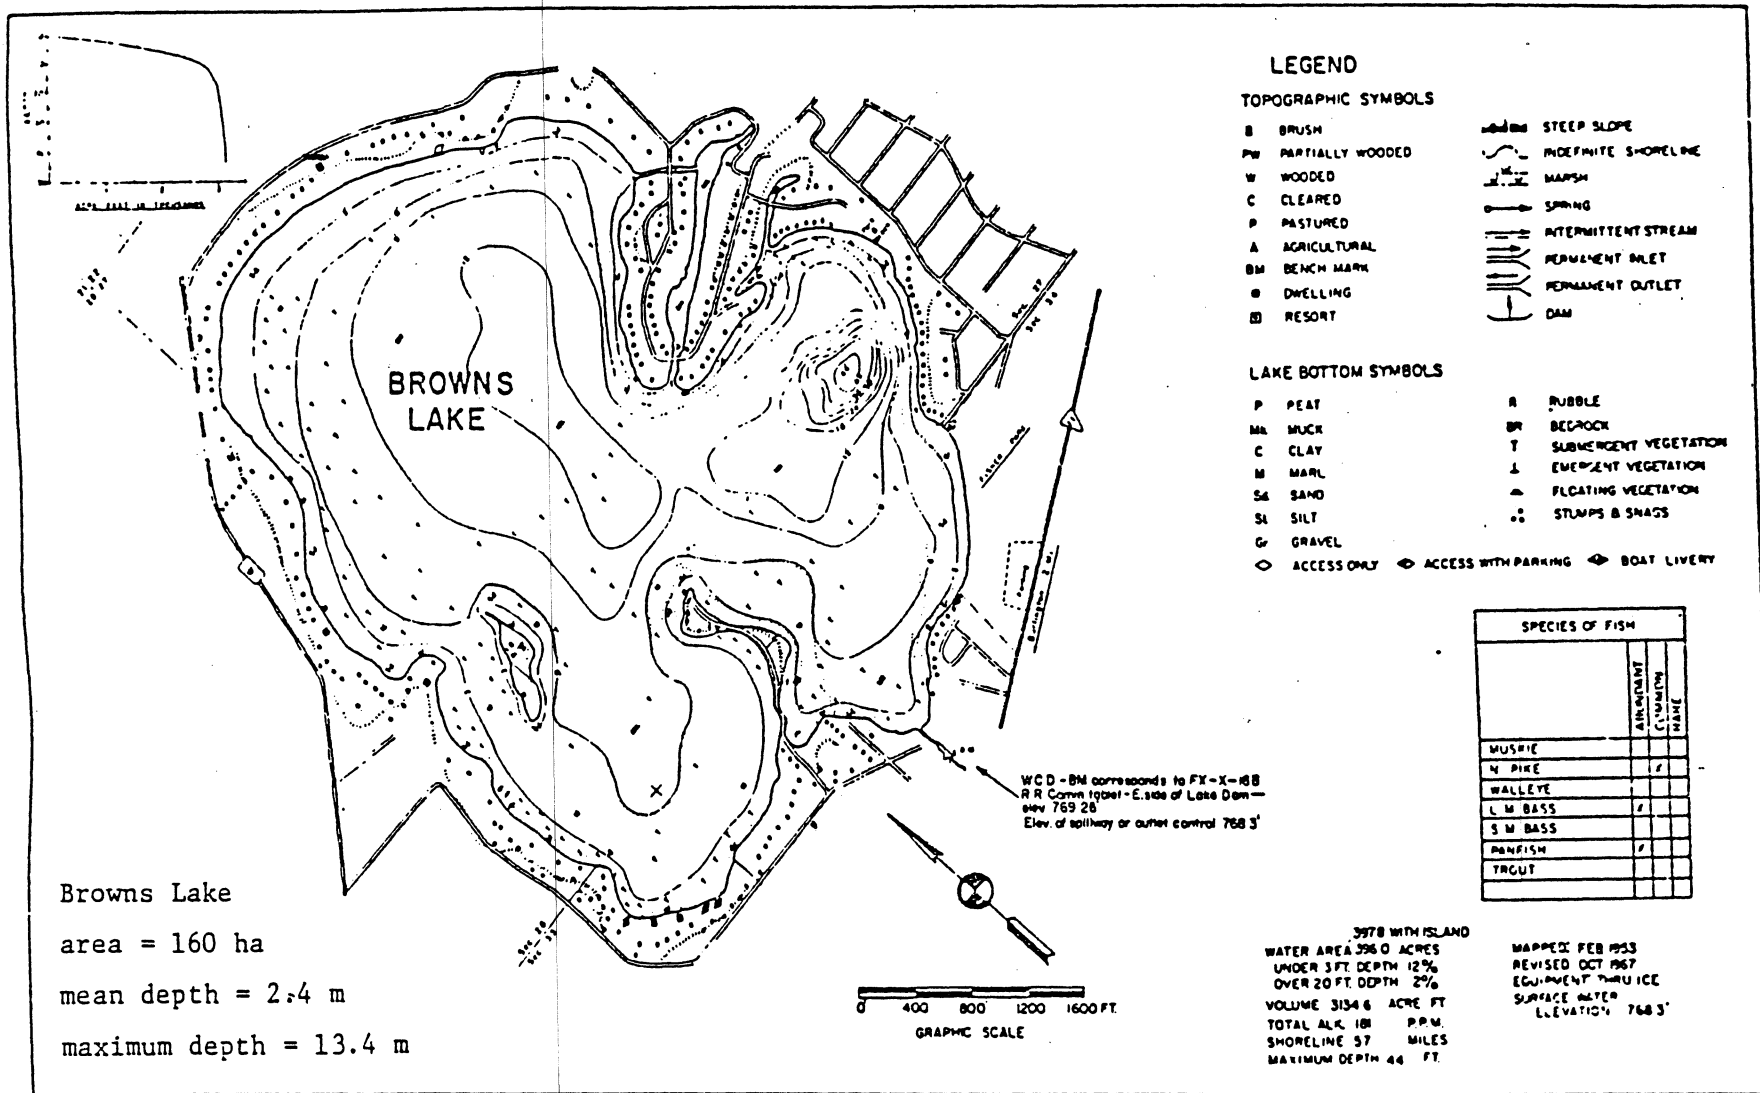 BROWNS
LAKE
Browns Lake
area = 160 ha
mean depth = 2.4 m
maximum depth = 13.4 m
WCD - BM corresponds to FX-X-16B
R R Comm tablet - E. side of Lake Dam —
elev 769 26'
Elev. of spillway or outlet control 768 3'
0 400 800 1200 1600 FT.
GRAPHIC SCALE
LEGEND
TOPOGRAPHIC SYMBOLS
B BRUSH
PW PARTIALLY WOODED
W WOODED
C CLEARED
P PASTURED
A AGRICULTURAL
BM BENCH MARK
DWELLING
RESORT
STEEP SLOPE
INDEFINITE SHORELINE
MARSH
SPRING
INTERMITTENT STREAM
PERMANENT INLET
PERMANENT OUTLET
DAM
LAKE BOTTOM SYMBOLS
P PEAT
Mk MUCK
C CLAY
M MARL
Sa SAND
St SILT
Gr GRAVEL
R RUBBLE
BR BEDROCK
T SUBMERGENT VEGETATION
EMERGENT VEGETATION
FLOATING VEGETATION
STUMPS & SNAGS
ACCESS ONLY ACCESS WITH PARKING BOAT LIVERY
SPECIES OF FISH
ABUNDANT
COMMON
MUSKIE
N PIKE
WALLEYE
L M BASS
S M BASS
PANFISH
TROUT
397.8 WITH ISLAND
WATER AREA 396.0 ACRES
UNDER 3 FT. DEPTH 12%
OVER 20 FT. DEPTH 2%
VOLUME 3134.6 ACRE FT
TOTAL ALK. 181 P.P.M.
SHORELINE 5.7 MILES
MAXIMUM DEPTH 44 FT.
MAPPED FEB 1953
REVISED OCT 1967
EQUIPMENT THRU ICE
SURFACE WATER
ELEVATION 768.3'